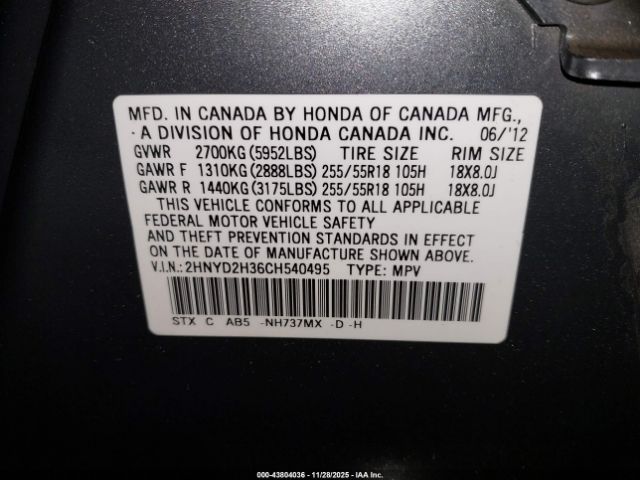 MFD. IN CANADA BY HONDA OF CANADA MFG.,
A DIVISION OF HONDA CANADA INC. 06/'12
GVWR 2700KG (5952LBS) TIRE SIZE RIM SIZE
GAWR F 1310KG (2888LBS) 255/55R18 105H 18X8.0J
GAWR R 1440KG (3175LBS) 255/55R18 105H 18X8.0J
THIS VEHICLE CONFORMS TO ALL APPLICABLE
FEDERAL MOTOR VEHICLE SAFETY
AND THEFT PREVENTION STANDARDS IN EFFECT
ON THE DATE OF MANUFACTURE SHOWN ABOVE.
V.I.N.: 2HNYD2H36CH540495 TYPE: MPV
STX C AB5 -NH737MX -D -H
000-43804036 - 11/28/2025 - IAA Inc.